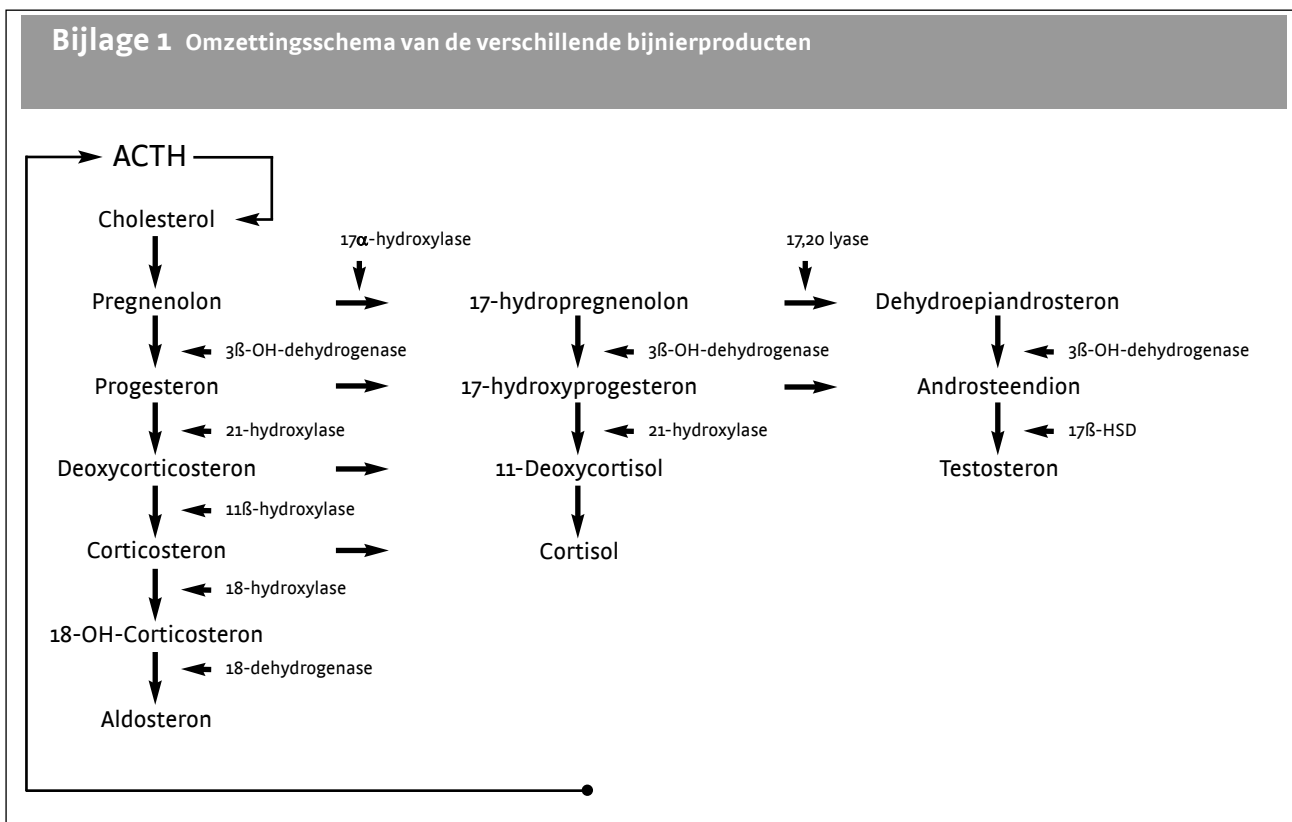 Bijlage 1 Omzettingsschema van de verschillende bijnierproducten
ACTH
Cholesterol
17α-hydroxylase
17,20 lyase
Pregnenolon
17-hydropregnenolon
Dehydroepiandrosteron
3ß-OH-dehydrogenase
3ß-OH-dehydrogenase
3ß-OH-dehydrogenase
Progesteron
17-hydroxyprogesteron
Androsteendion
21-hydroxylase
21-hydroxylase
17ß-HSD
Deoxycorticosteron
11-Deoxycortisol
Testosteron
11ß-hydroxylase
Corticosteron
Cortisol
18-hydroxylase
18-OH-Corticosteron
18-dehydrogenase
Aldosteron